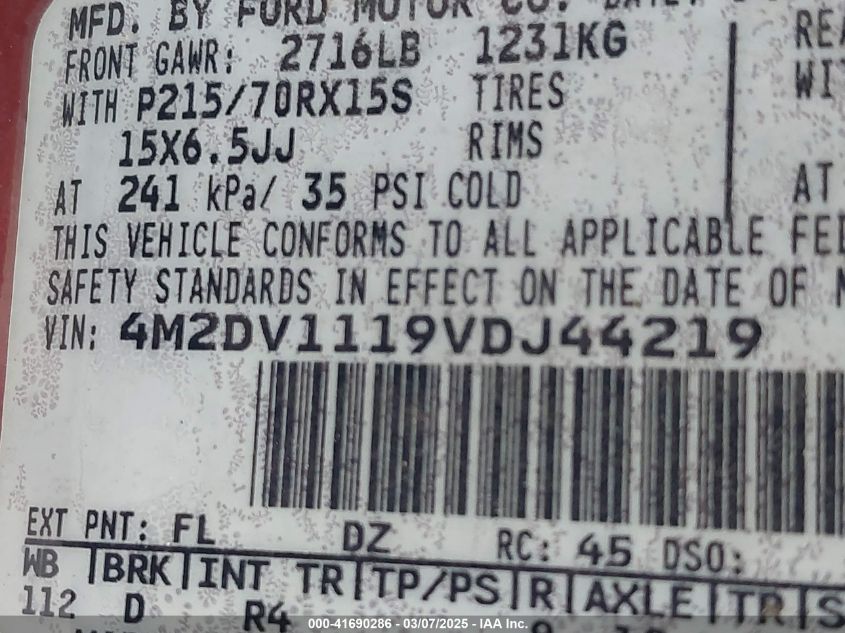 MFD. BY FORD MOTOR CO.
FRONT GAWR: 2716LB 1231KG
WITH P215/70RX15S TIRES
15X6.5JJ RIMS
AT 241 kPa/ 35 PSI COLD
AT
THIS VEHICLE CONFORMS TO ALL APPLICABLE
SAFETY STANDARDS IN EFFECT ON THE DATE OF
VIN: 4M2DV1119VDJ44219
EXT PNT: FL DZ RC: 45 DSO:
WB BRK INT TR TP/PS R AXLE TR S
112 D R4
000-41690286 - 03/07/2025 - IAA, Inc.